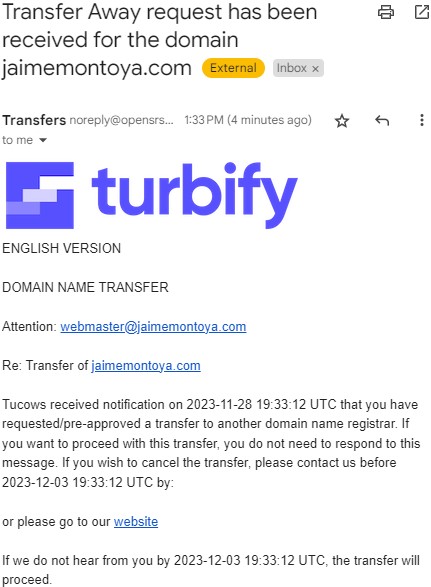 Transfer Away request has been
received for the domain
jaimemontoya.com External Inbox ×
Transfers noreply@opensrs... 1:33 PM (4 minutes ago)
to me
turbify
ENGLISH VERSION
DOMAIN NAME TRANSFER
Attention: webmaster@jaimemontoya.com
Re: Transfer of jaimemontoya.com
Tucows received notification on 2023-11-28 19:33:12 UTC that you have
requested/pre-approved a transfer to another domain name registrar. If
you want to proceed with this transfer, you do not need to respond to this
message. If you wish to cancel the transfer, please contact us before
2023-12-03 19:33:12 UTC by:
or please go to our website
If we do not hear from you by 2023-12-03 19:33:12 UTC, the transfer will
proceed.